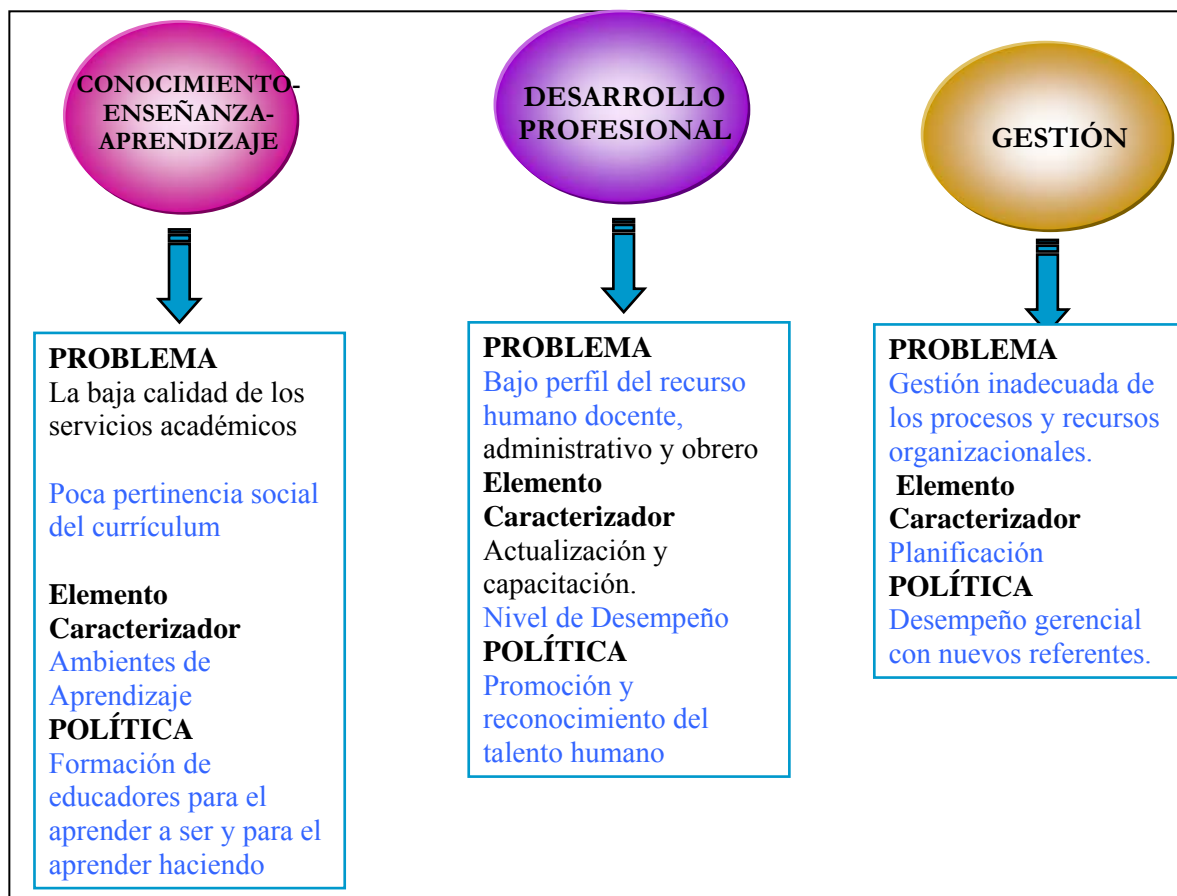 CONOCIMIENTO-
ENSEÑANZA-
APRENDIZAJE
PROBLEMA
La baja calidad de los
servicios académicos
Poca pertinencia social
del currículum
Elemento
Caracterizador
Ambientes de
Aprendizaje
POLÍTICA
Formación de
educadores para el
aprender a ser y para el
aprender haciendo
DESARROLLO
PROFESIONAL
PROBLEMA
Bajo perfil del recurso
humano docente,
administrativo y obrero
Elemento
Caracterizador
Actualización y
capacitación.
Nivel de Desempeño
POLÍTICA
Promoción y
reconocimiento del
talento humano
GESTIÓN
PROBLEMA
Gestión inadecuada de
los procesos y recursos
organizacionales.
Elemento
Caracterizador
Planificación
POLÍTICA
Desempeño gerencial
con nuevos referentes.